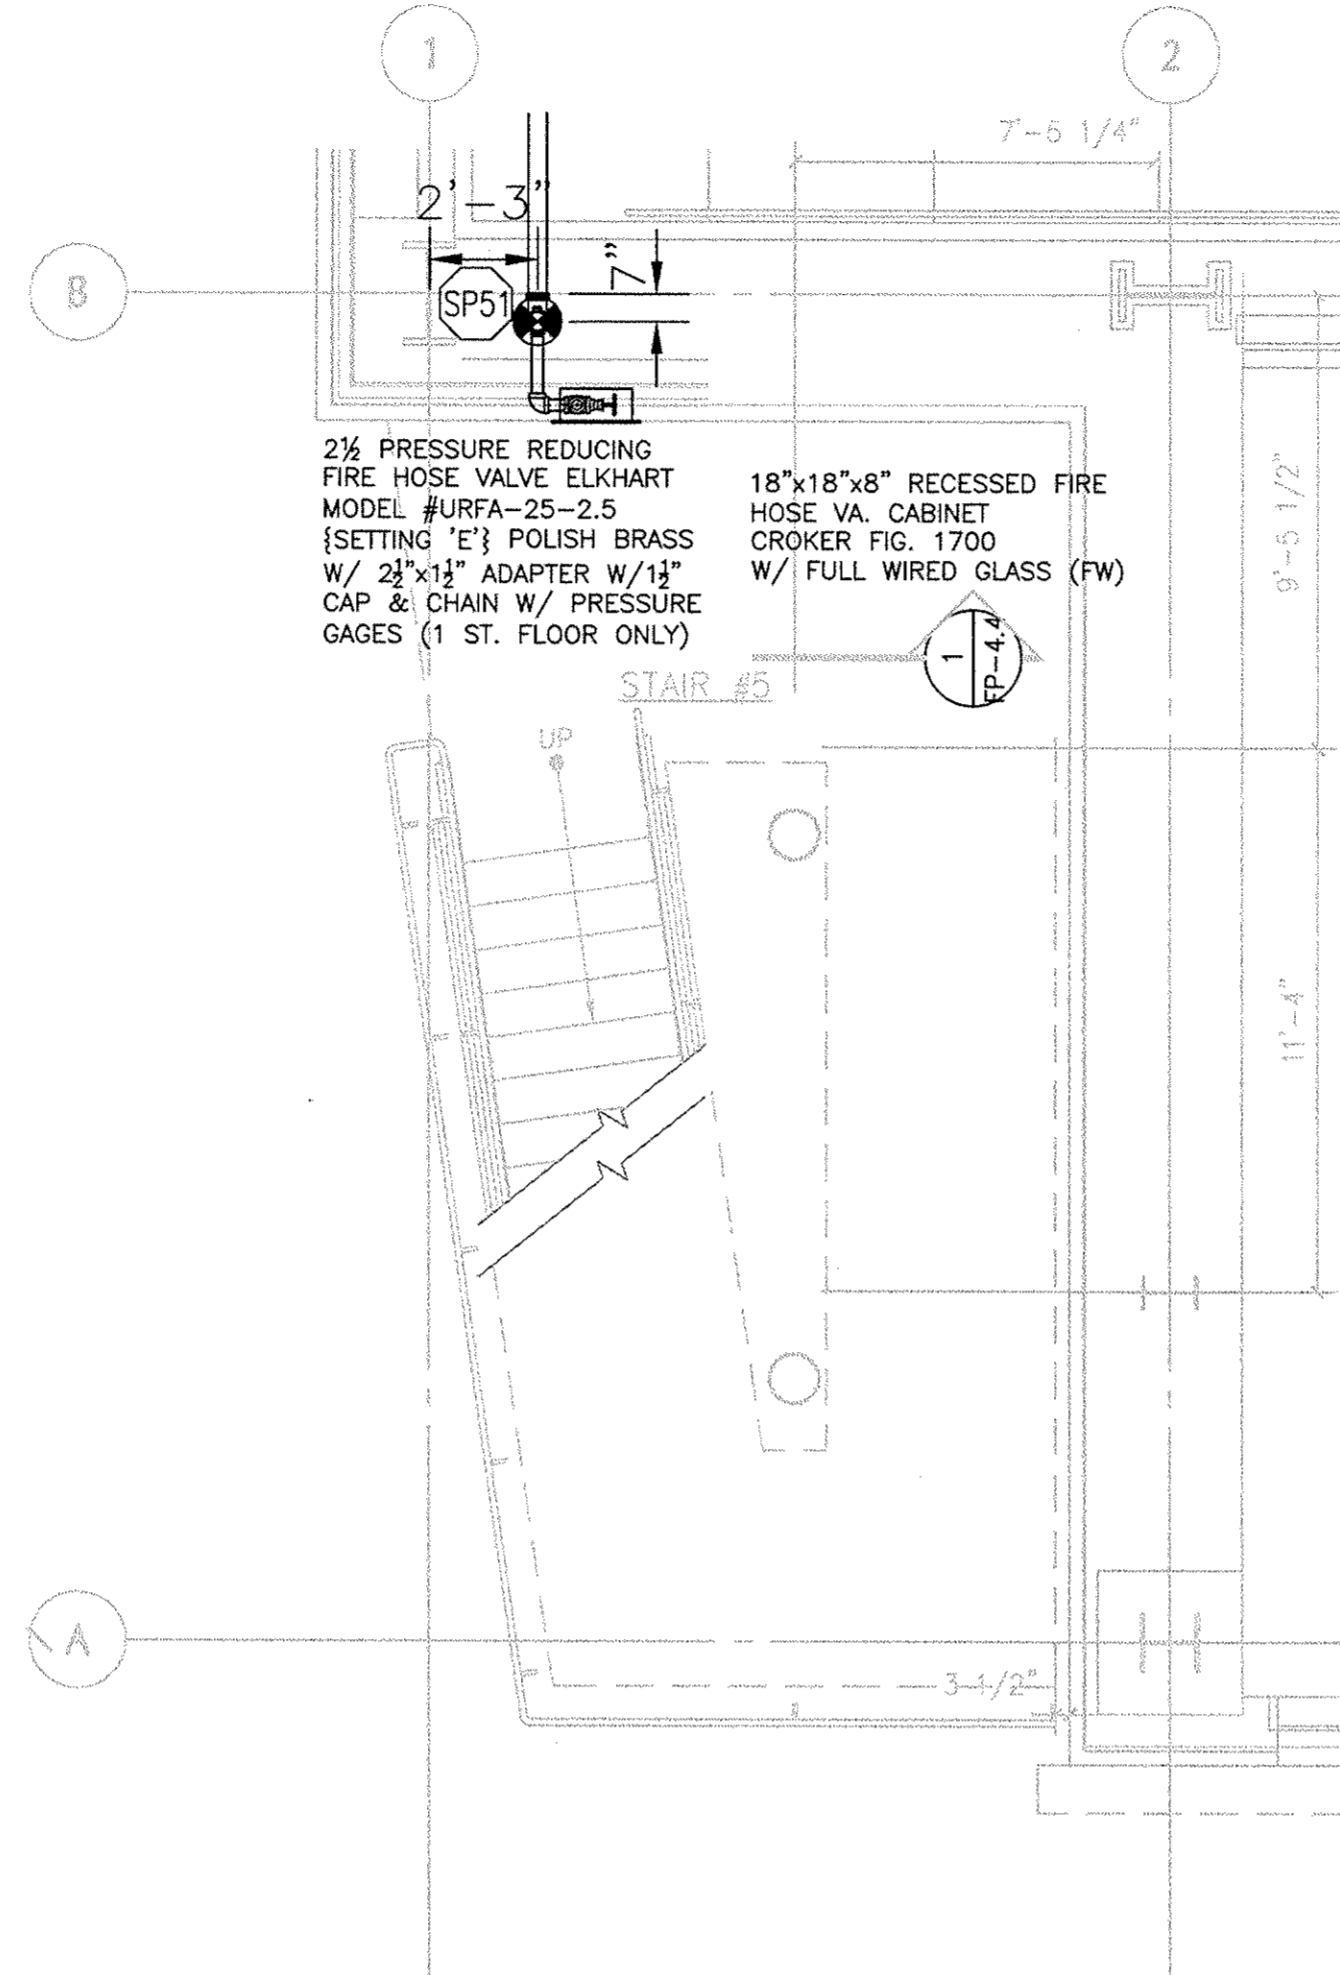 1
2
7'-5 1/4"
2'-3"
7"
B
SP51
2½ PRESSURE REDUCING
FIRE HOSE VALVE ELKHART
MODEL #URFA-25-2.5
{SETTING 'E'} POLISH BRASS
W/ 2½"x1½" ADAPTER W/1½"
CAP & CHAIN W/ PRESSURE
GAGES (1 ST. FLOOR ONLY)
18"x18"x8" RECESSED FIRE
HOSE VA. CABINET
CROKER FIG. 1700
W/ FULL WIRED GLASS (FW)
9'-5 1/2"
1
FP-4.4
STAIR #5
UP
11'-4"
A
3 1/2"